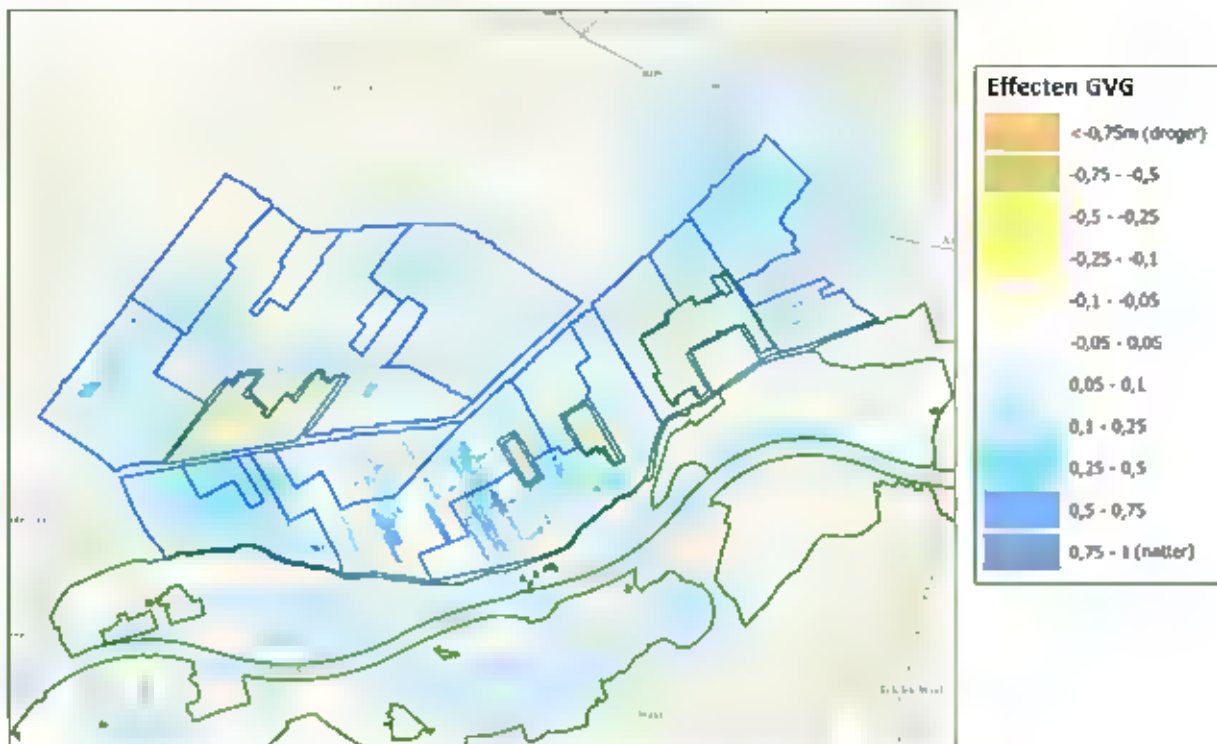 Effecten GVG
<-0,75m (droger)
-0,75 - -0,5
-0,5 - -0,25
-0,25 - -0,1
-0,1 - -0,05
-0,05 - 0,05
0,05 - 0,1
0,1 - 0,25
0,25 - 0,5
0,5 - 0,75
0,75 - 1 (natter)